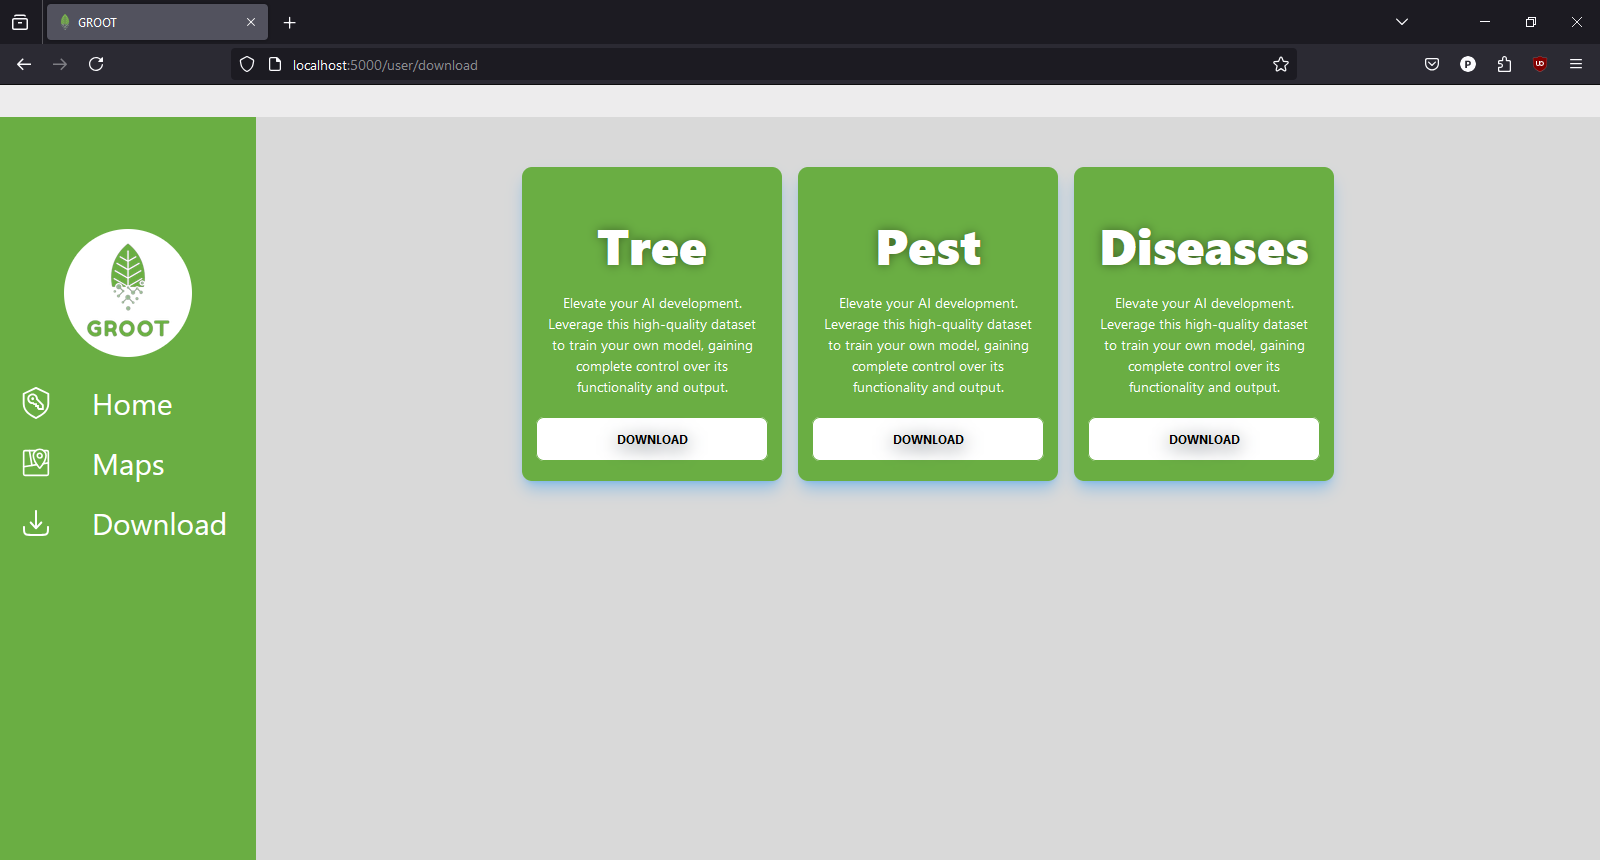 GROOT
localhost:5000/user/download
GROOT
Home
Maps
Download
Tree
Elevate your AI development.
Leverage this high-quality dataset
to train your own model, gaining
complete control over its
functionality and output.
DOWNLOAD
Pest
Elevate your AI development.
Leverage this high-quality dataset
to train your own model, gaining
complete control over its
functionality and output.
DOWNLOAD
Diseases
Elevate your AI development.
Leverage this high-quality dataset
to train your own model, gaining
complete control over its
functionality and output.
DOWNLOAD